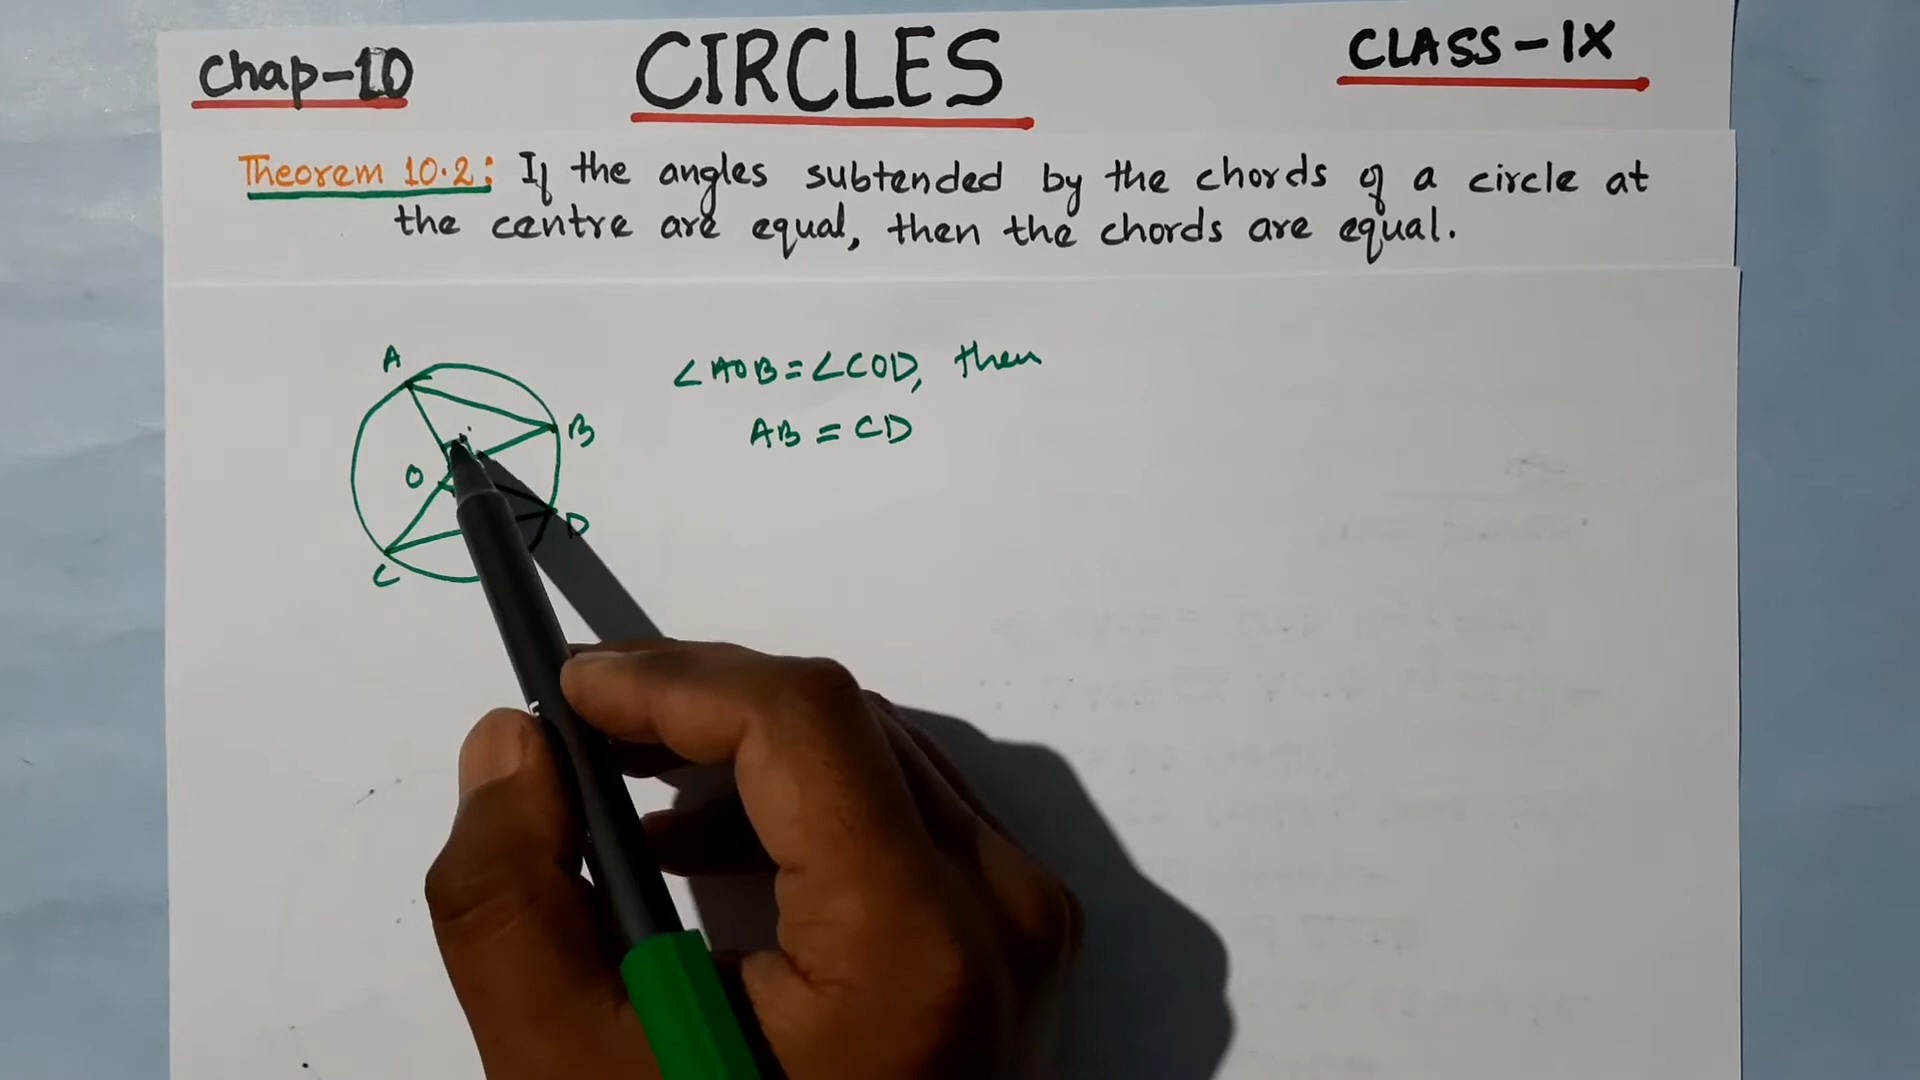 Chap-10
CIRCLES
CLASS-IX
Theorem 10.2: If the angles subtended by the chords of a circle at
the centre are equal, then the chords are equal.
A
∠AOB = ∠COD, then
B
AB = CD
O
D
C